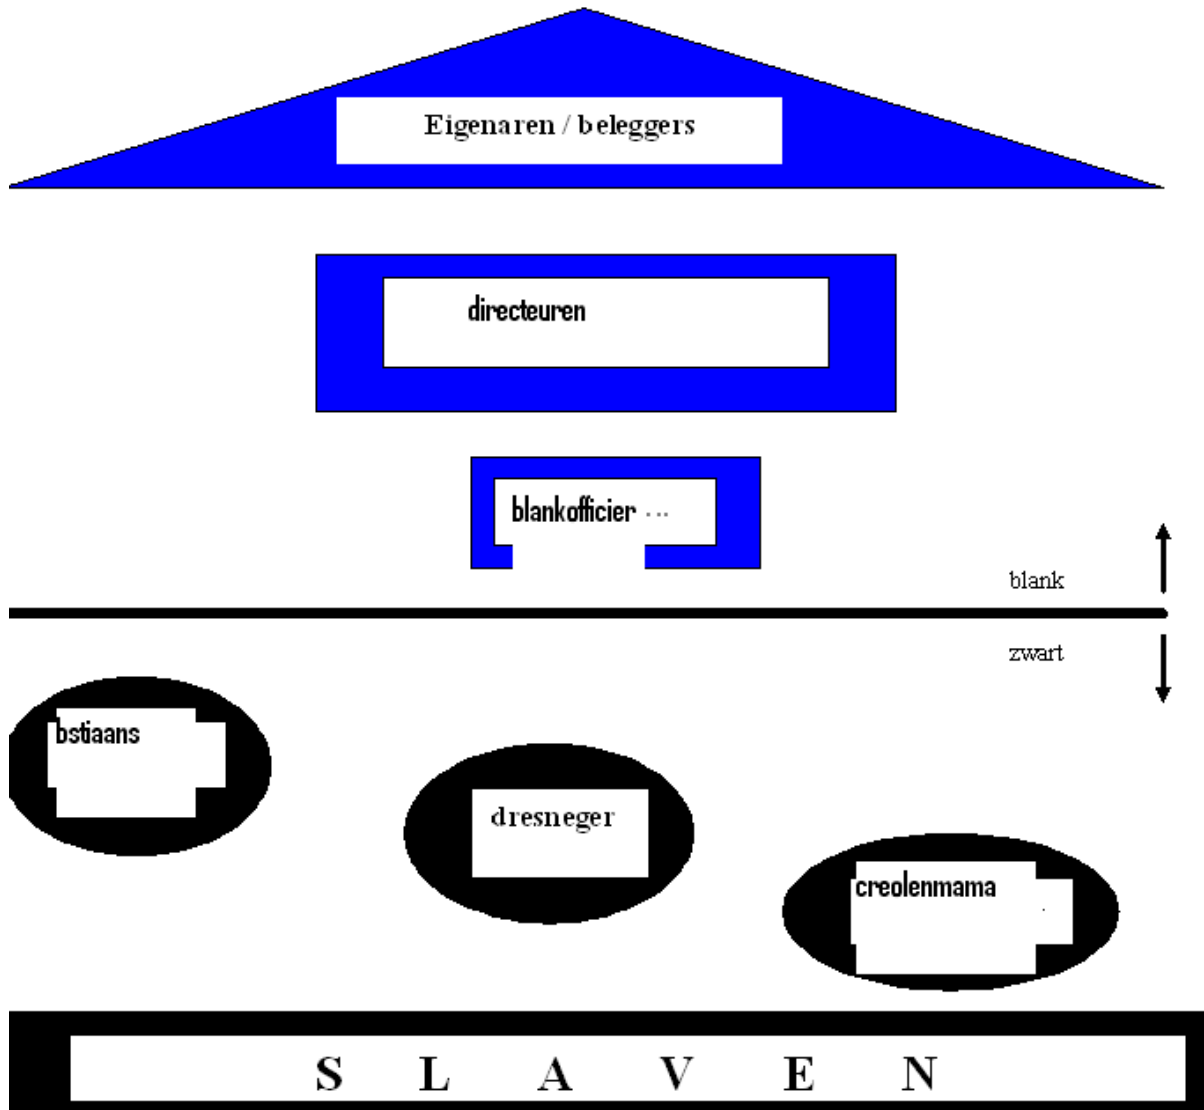 Eigenaren / beleggers
directeuren
blankofficier ...
blank
zwart
bstiaans
dresneger
creolenmama
S L A V E N